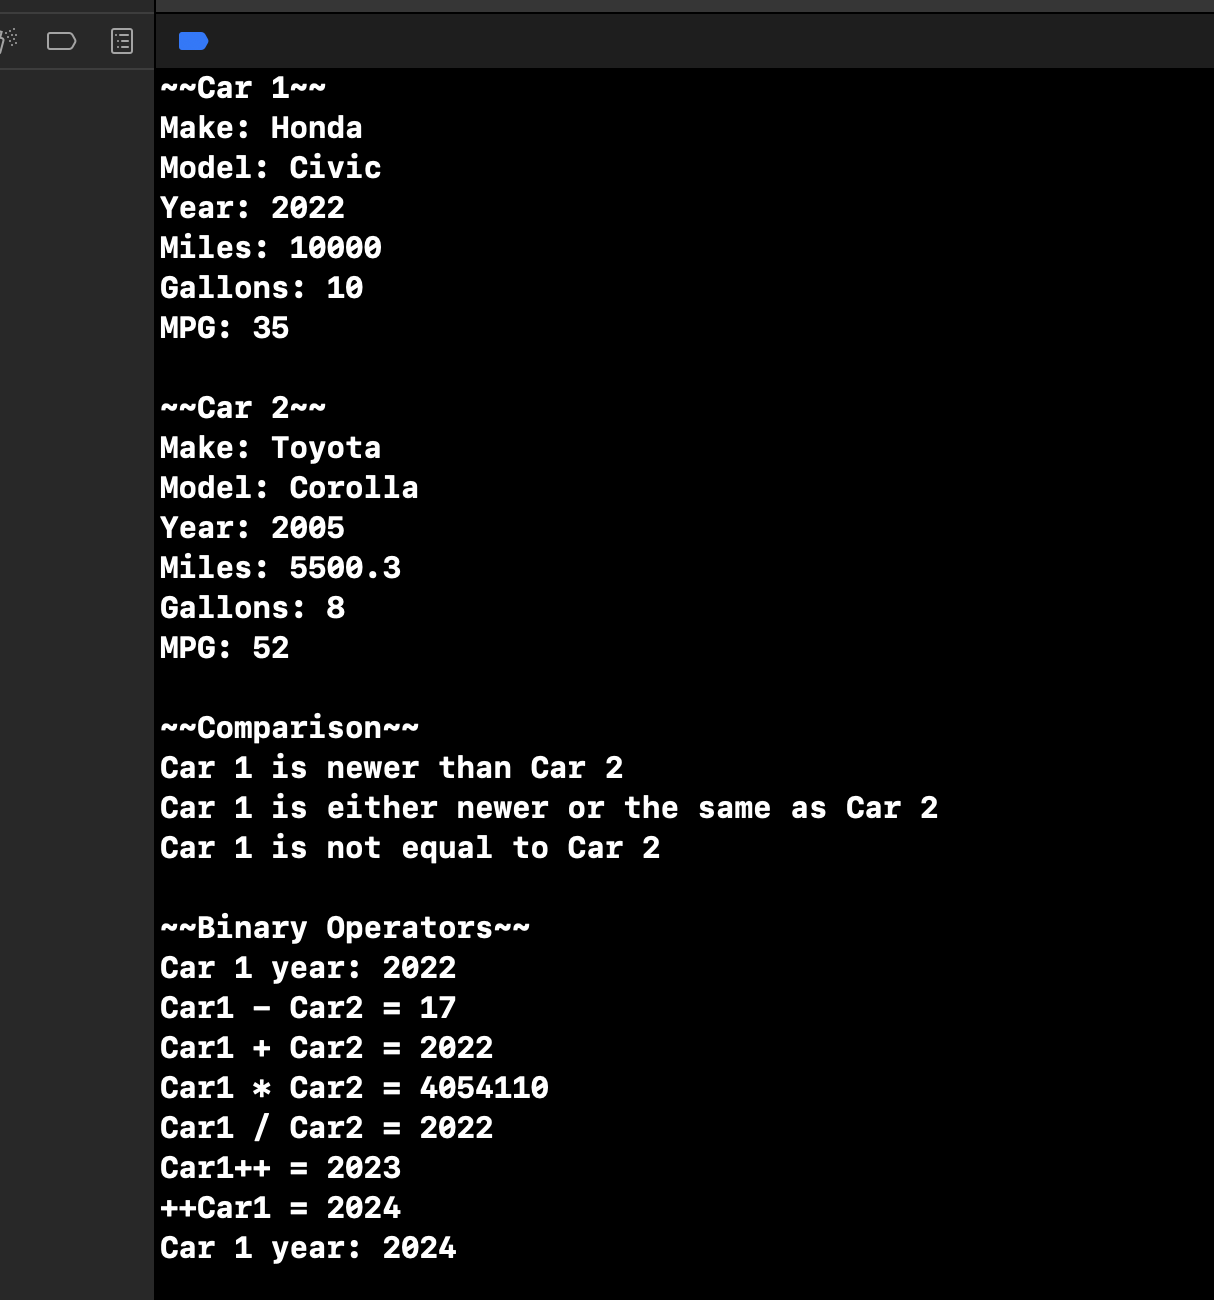 ~~Car 1~~
Make: Honda
Model: Civic
Year: 2022
Miles: 10000
Gallons: 10
MPG: 35

~~Car 2~~
Make: Toyota
Model: Corolla
Year: 2005
Miles: 5500.3
Gallons: 8
MPG: 52

~~Comparison~~
Car 1 is newer than Car 2
Car 1 is either newer or the same as Car 2
Car 1 is not equal to Car 2

~~Binary Operators~~
Car 1 year: 2022
Car1 - Car2 = 17
Car1 + Car2 = 2022
Car1 * Car2 = 4054110
Car1 / Car2 = 2022
Car1++ = 2023
++Car1 = 2024
Car 1 year: 2024